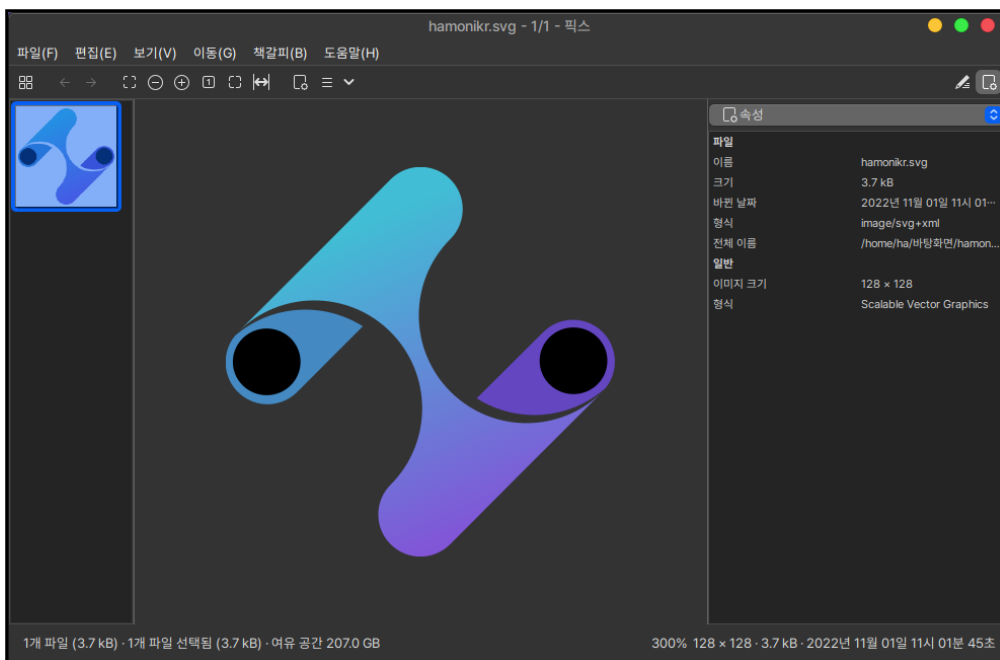 hamonikr.svg - 1/1 - 픽스
파일(F) 편집(E) 보기(V) 이동(G) 책갈피(B) 도움말(H)
1
속성
파일
이름 hamonikr.svg
크기 3.7 kB
바뀐 날짜 2022년 11월 01일 11시 01…
형식 image/svg+xml
전체 이름 /home/ha/바탕화면/hamon...
일반
이미지 크기 128 × 128
형식 Scalable Vector Graphics
1개 파일 (3.7 kB) · 1개 파일 선택됨 (3.7 kB) · 여유 공간 207.0 GB
300% 128 × 128 · 3.7 kB · 2022년 11월 01일 11시 01분 45초